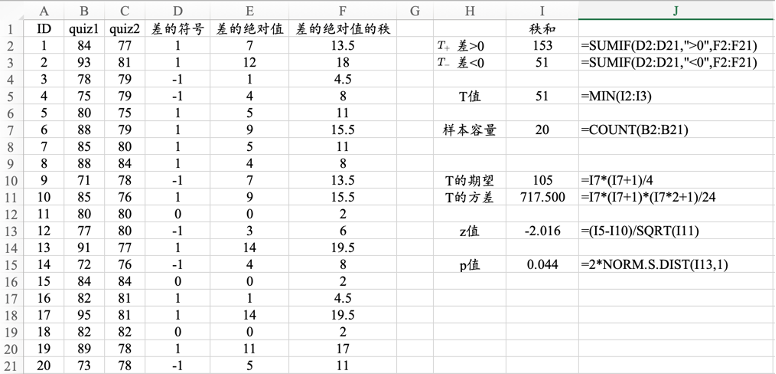 A B C D E F G H I J
1 ID quiz1 quiz2 差的符号 差的绝对值 差的绝对值的秩 秩和
2 1 84 77 1 7 13.5 T+ 差>0 153 =SUMIF(D2:D21,">0",F2:F21)
3 2 93 81 1 12 18 T− 差<0 51 =SUMIF(D2:D21,"<0",F2:F21)
4 3 78 79 -1 1 4.5
5 4 75 79 -1 4 8 T值 51 =MIN(I2:I3)
6 5 80 75 1 5 11
7 6 88 79 1 9 15.5 样本容量 20 =COUNT(B2:B21)
8 7 85 80 1 5 11
9 8 88 84 1 4 8
10 9 71 78 -1 7 13.5 T的期望 105 =I7*(I7+1)/4
11 10 85 76 1 9 15.5 T的方差 717.500 =I7*(I7+1)*(I7*2+1)/24
12 11 80 80 0 0 2
13 12 77 80 -1 3 6 z值 -2.016 =(I5-I10)/SQRT(I11)
14 13 91 77 1 14 19.5
15 14 72 76 -1 4 8 p值 0.044 =2*NORM.S.DIST(I13,1)
16 15 84 84 0 0 2
17 16 82 81 1 1 4.5
18 17 95 81 1 14 19.5
19 18 82 82 0 0 2
20 19 89 78 1 11 17
21 20 73 78 -1 5 11